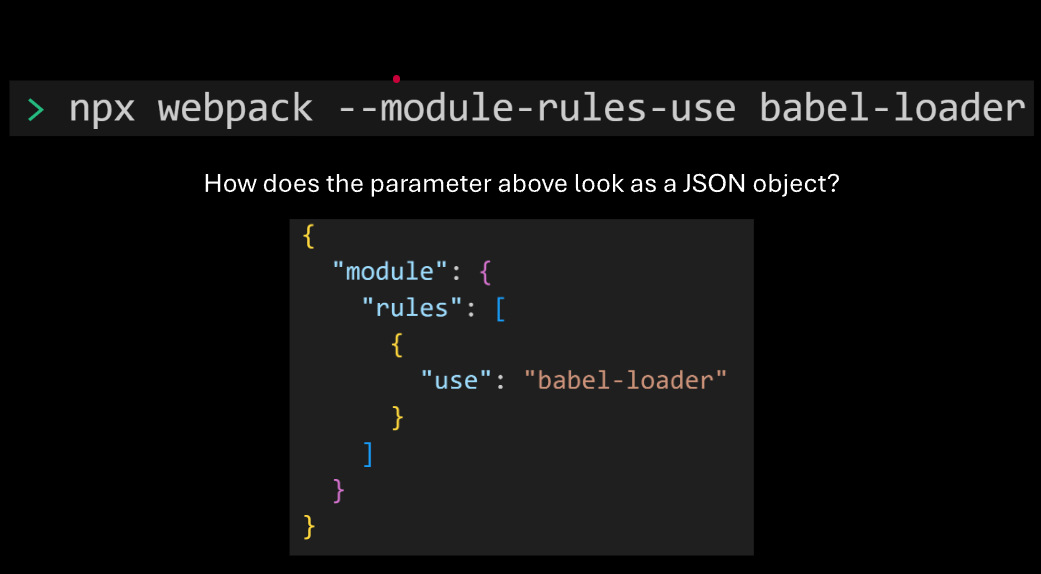 > npx webpack --module-rules-use babel-loader
How does the parameter above look as a JSON object?
{
"module": {
"rules": [
{
"use": "babel-loader"
}
]
}
}